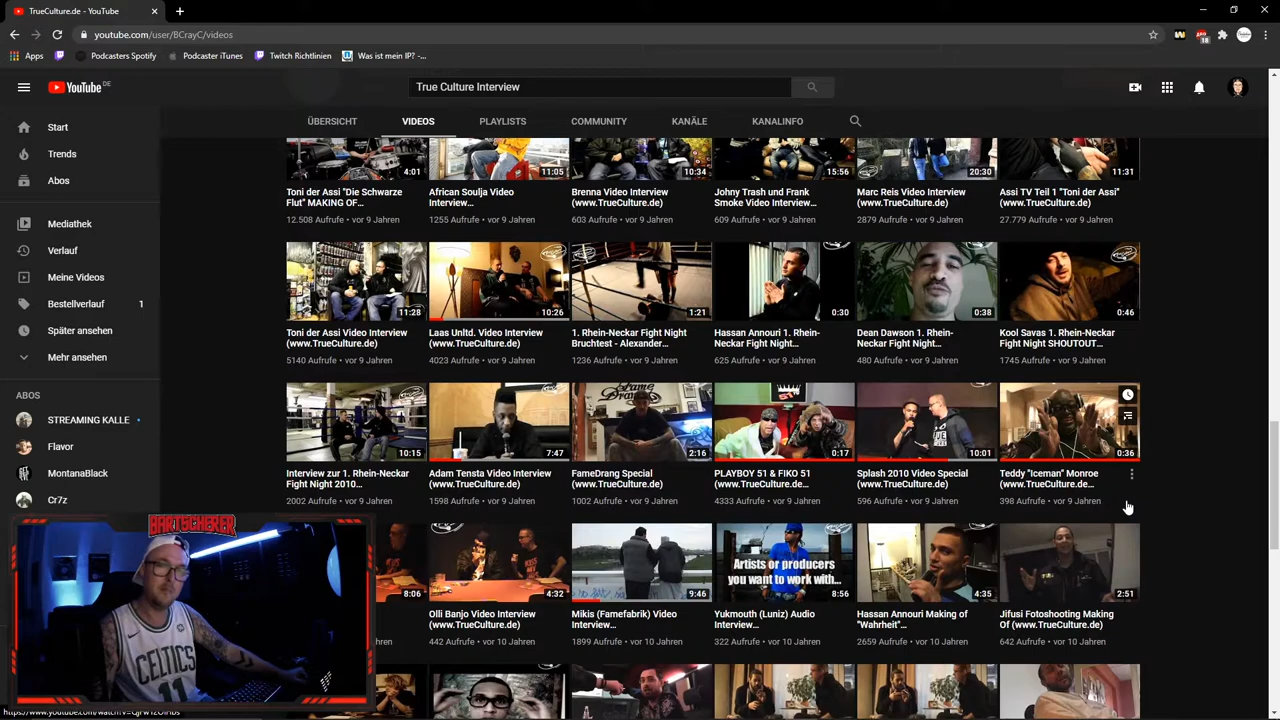 TrueCulture.de - YouTube
youtube.com/user/BCrayC/videos
Apps
Podcasters Spotify
Podcaster iTunes
Twitch Richtlinien
Was ist mein IP? -...
YouTube DE
True Culture Interview
ÜBERSICHT
VIDEOS
PLAYLISTS
COMMUNITY
KANÄLE
KANALINFO
Start
Trends
Abos
Mediathek
Verlauf
Meine Videos
Bestellverlauf 1
Später ansehen
Mehr ansehen
ABOS
STREAMING KALLE
Flavor
MontanaBlack
Cr7z
4:01
11:05
10:34
15:56
20:30
11:31
Toni der Assi "Die Schwarze
Flut" MAKING OF...
12.508 Aufrufe • vor 9 Jahren
African Soulja Video
Interview...
1255 Aufrufe • vor 9 Jahren
Brenna Video Interview
(www.TrueCulture.de)
603 Aufrufe • vor 9 Jahren
Johny Trash und Frank
Smoke Video Interview...
609 Aufrufe • vor 9 Jahren
Marc Reis Video Interview
(www.TrueCulture.de)
2879 Aufrufe • vor 9 Jahren
Assi TV Teil 1 "Toni der Assi"
(www.TrueCulture.de)
27.779 Aufrufe • vor 9 Jahren
11:28
10:26
1:21
0:30
0:38
0:46
Toni der Assi Video Interview
(www.TrueCulture.de)
5140 Aufrufe • vor 9 Jahren
Laas Unltd. Video Interview
(www.TrueCulture.de)
4023 Aufrufe • vor 9 Jahren
1. Rhein-Neckar Fight Night
Bruchtest - Alexander...
1236 Aufrufe • vor 9 Jahren
Hassan Annouri 1. Rhein-
Neckar Fight Night...
625 Aufrufe • vor 9 Jahren
Dean Dawson 1. Rhein-
Neckar Fight Night...
480 Aufrufe • vor 9 Jahren
Kool Savas 1. Rhein-Neckar
Fight Night SHOUTOUT...
1745 Aufrufe • vor 9 Jahren
10:15
7:47
2:16
0:17
10:01
0:36
Interview zur 1. Rhein-Neckar
Fight Night 2010...
2002 Aufrufe • vor 9 Jahren
Adam Tensta Video Interview
(www.TrueCulture.de)
1598 Aufrufe • vor 9 Jahren
FameDrang Special
(www.TrueCulture.de)
1002 Aufrufe • vor 9 Jahren
PLAYBOY 51 & FIKO 51
(www.TrueCulture.de...
4333 Aufrufe • vor 9 Jahren
Splash 2010 Video Special
(www.TrueCulture.de)
596 Aufrufe • vor 9 Jahren
Teddy "Iceman" Monroe
(www.TrueCulture.de...
398 Aufrufe • vor 9 Jahren
8:06
4:32
9:46
Artists or producers
you want to work with...
8:56
4:35
2:51
Olli Banjo Video Interview
(www.TrueCulture.de)
442 Aufrufe • vor 10 Jahren
Mikis (Famefabrik) Video
Interview...
1899 Aufrufe • vor 10 Jahren
Yukmouth (Luniz) Audio
Interview...
322 Aufrufe • vor 10 Jahren
Hassan Annouri Making of
"Wahrheit"...
2659 Aufrufe • vor 10 Jahren
Jifusi Fotoshooting Making
Of (www.TrueCulture.de)
642 Aufrufe • vor 10 Jahren
BARTSCHERER
CELTICS
11